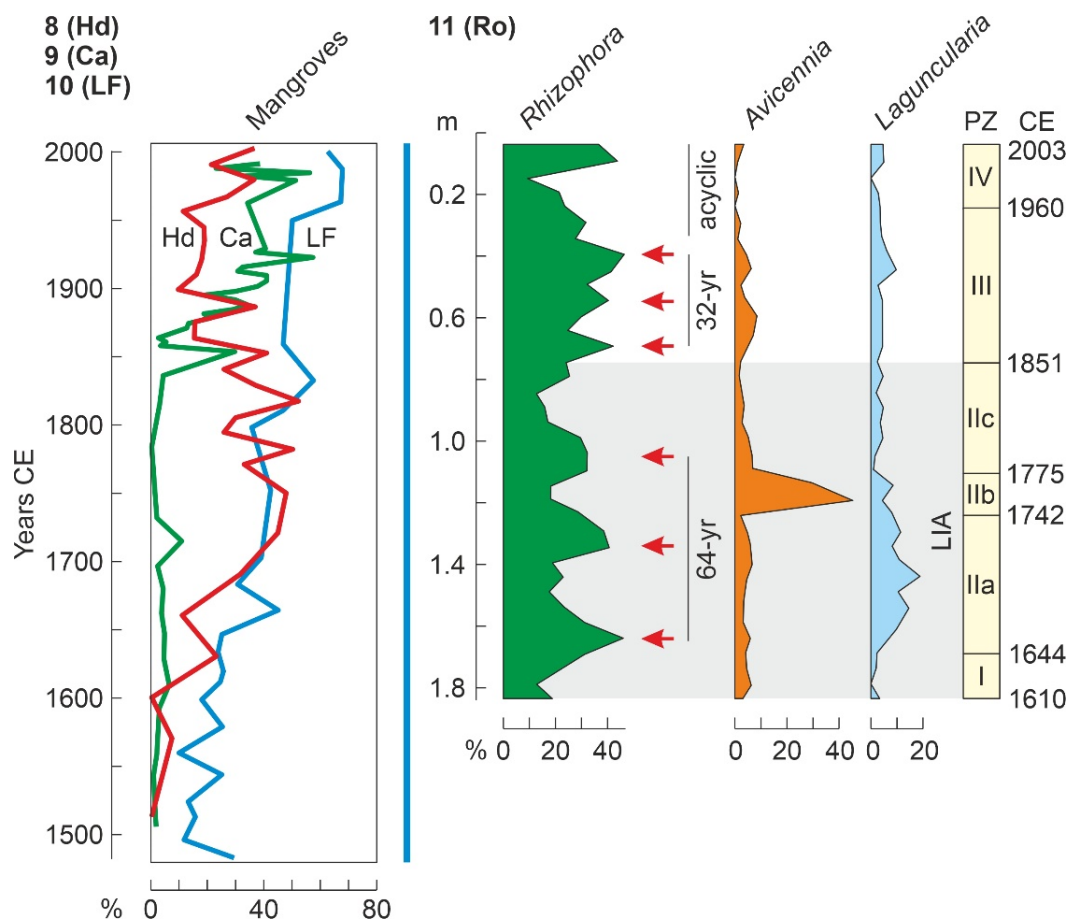 8 (Hd)
9 (Ca)
10 (LF)
Mangroves
Years CE
2000
1900
1800
1700
1600
1500
Hd
Ca
LF
% 0 40 80
11 (Ro)
m
Rhizophora
Avicennia
Laguncularia
PZ CE
0.2
0.6
1.0
1.4
1.8
acyclic
32-yr
64-yr
LIA
IV
III
IIc
IIb
IIa
I
2003
1960
1851
1775
1742
1644
1610
% 0 20 40 0 20 40 0 20